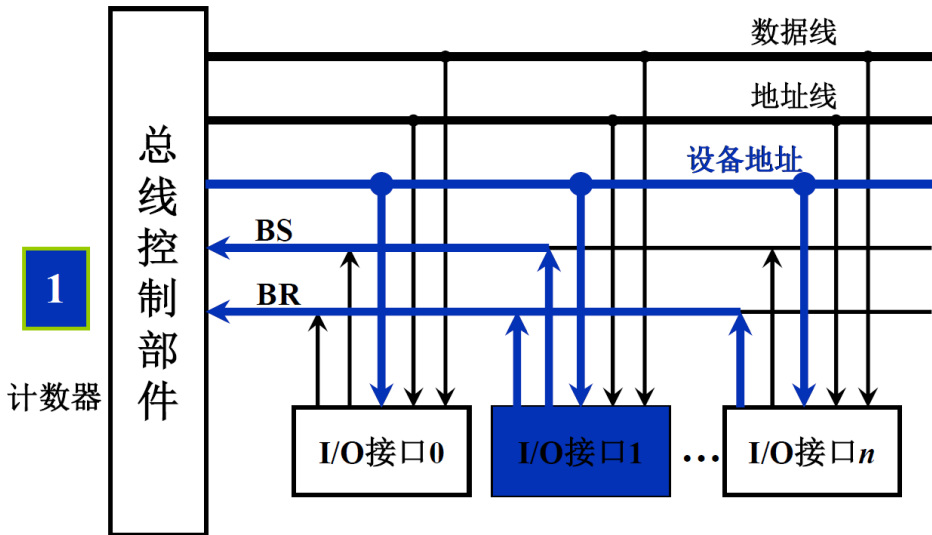 数据线
地址线
设备地址
BS
BR
总线控制部件
1
计数器
I/O接口0
I/O接口1
…
I/O接口n